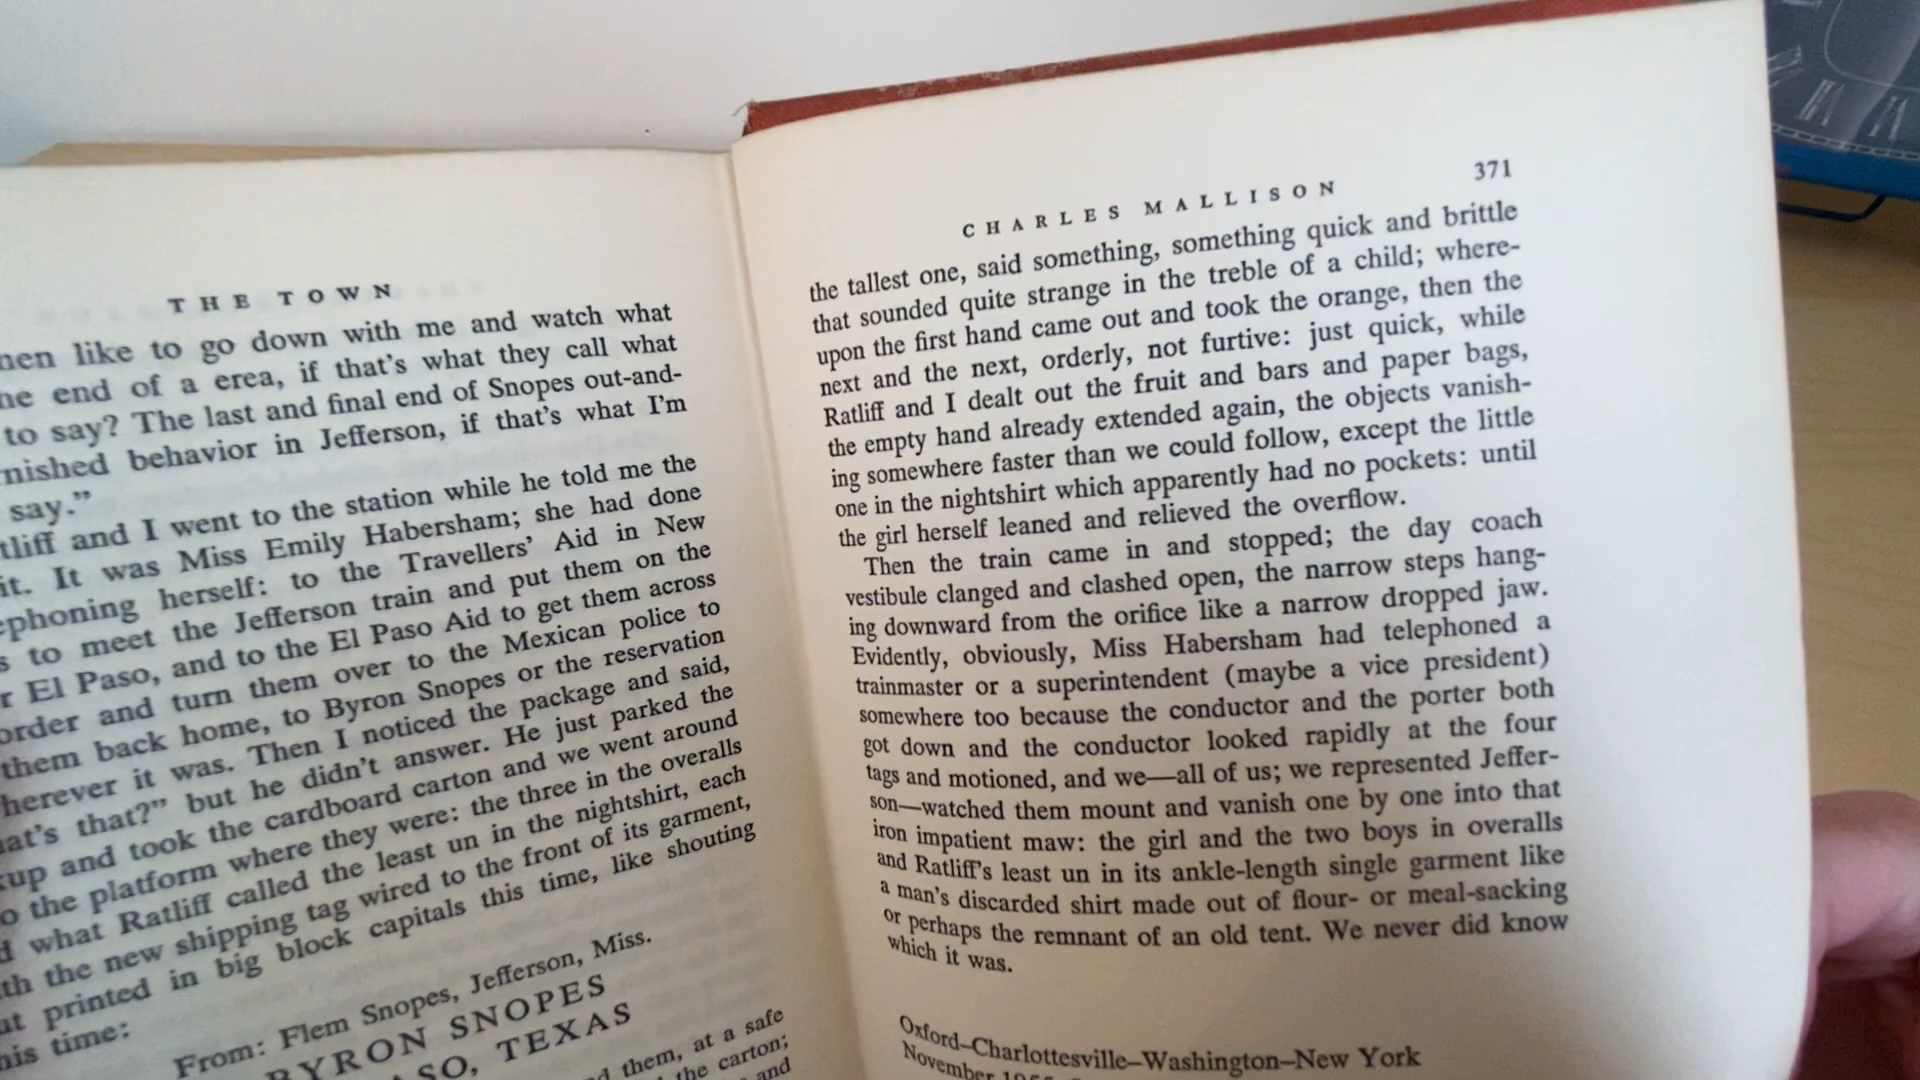 THE TOWN
like to go down with me and watch what
end of a erea, if that's what they call what
to say? The last and final end of Snopes out-and-
behavior in Jefferson, if that's what I'm
say."
and I went to the station while he told me the
it. It was Miss Emily Habersham; she had done
herself: to the Travellers' Aid in New
to meet the Jefferson train and put them on the
El Paso, and to the El Paso Aid to get them across
and turn them over to the Mexican police to
them back home, to Byron Snopes or the reservation
it was. Then I noticed the package and said,
that?" but he didn't answer. He just parked the
and took the cardboard carton and we went around
the platform where they were: the three in the overalls
what Ratliff called the least un in the nightshirt, each
the new shipping tag wired to the front of its garment,
printed in big block capitals this time, like shouting
time:
From: Flem Snopes, Jefferson, Miss.
BYRON SNOPES
TEXAS
them, at a safe
the carton;
and
CHARLES MALLISON 371
the tallest one, said something, something quick and brittle
that sounded quite strange in the treble of a child; where-
upon the first hand came out and took the orange, then the
next and the next, orderly, not furtive: just quick, while
Ratliff and I dealt out the fruit and bars and paper bags,
the empty hand already extended again, the objects vanish-
ing somewhere faster than we could follow, except the little
one in the nightshirt which apparently had no pockets: until
the girl herself leaned and relieved the overflow.
Then the train came in and stopped; the day coach
vestibule clanged and clashed open, the narrow steps hang-
ing downward from the orifice like a narrow dropped jaw.
Evidently, obviously, Miss Habersham had telephoned a
trainmaster or a superintendent (maybe a vice president)
somewhere too because the conductor and the porter both
got down and the conductor looked rapidly at the four
tags and motioned, and we—all of us; we represented Jeffer-
son—watched them mount and vanish one by one into that
iron impatient maw: the girl and the two boys in overalls
and Ratliff's least un in its ankle-length single garment like
a man's discarded shirt made out of flour- or meal-sacking
or perhaps the remnant of an old tent. We never did know
which it was.
Oxford–Charlottesville–Washington–New York
November